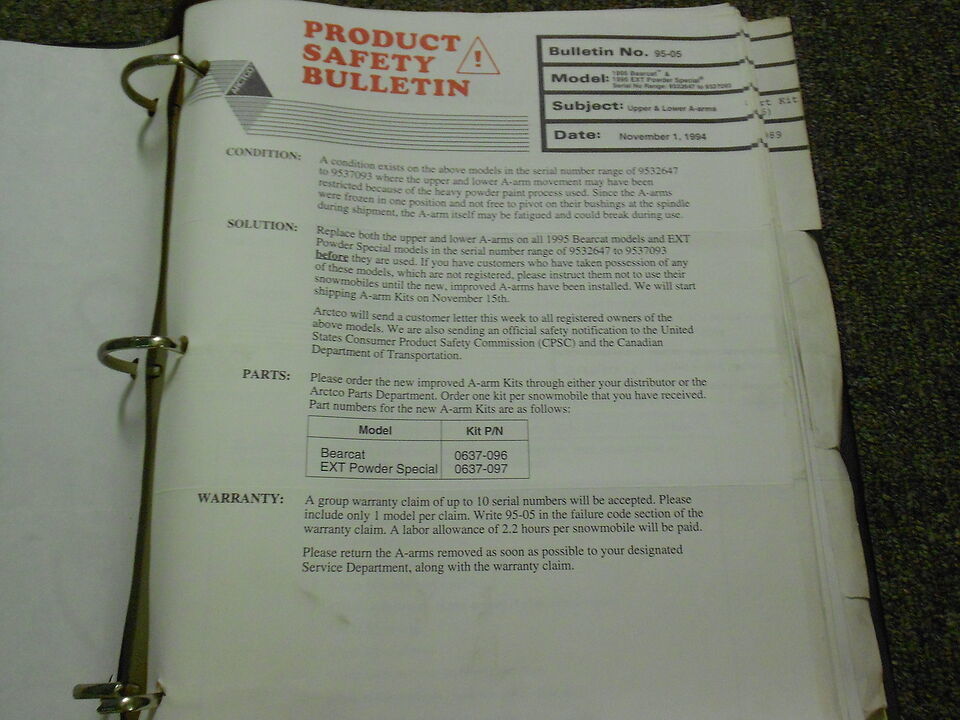 PRODUCT
SAFETY
BULLETIN
ARCTCO
Bulletin No. 95-05
Model: 1995 Bearcat™ &
1995 EXT Powder Special®
Serial No Range: 9532647 to 9537093
Subject: Upper & Lower A-arms
Date: November 1, 1994
rt Kit
89
CONDITION: A condition exists on the above models in the serial number range of 9532647
to 9537093 where the upper and lower A-arm movement may have been
restricted because of the heavy powder paint process used. Since the A-arms
were frozen in one position and not free to pivot on their bushings at the spindle
during shipment, the A-arm itself may be fatigued and could break during use.
SOLUTION: Replace both the upper and lower A-arms on all 1995 Bearcat models and EXT
Powder Special models in the serial number range of 9532647 to 9537093
before they are used. If you have customers who have taken possession of any
of these models, which are not registered, please instruct them not to use their
snowmobiles until the new, improved A-arms have been installed. We will start
shipping A-arm Kits on November 15th.
Arctco will send a customer letter this week to all registered owners of the
above models. We are also sending an official safety notification to the United
States Consumer Product Safety Commission (CPSC) and the Canadian
Department of Transportation.
PARTS: Please order the new improved A-arm Kits through either your distributor or the
Arctco Parts Department. Order one kit per snowmobile that you have received.
Part numbers for the new A-arm Kits are as follows:
Model Kit P/N
Bearcat 0637-096
EXT Powder Special 0637-097
WARRANTY: A group warranty claim of up to 10 serial numbers will be accepted. Please
include only 1 model per claim. Write 95-05 in the failure code section of the
warranty claim. A labor allowance of 2.2 hours per snowmobile will be paid.
Please return the A-arms removed as soon as possible to your designated
Service Department, along with the warranty claim.